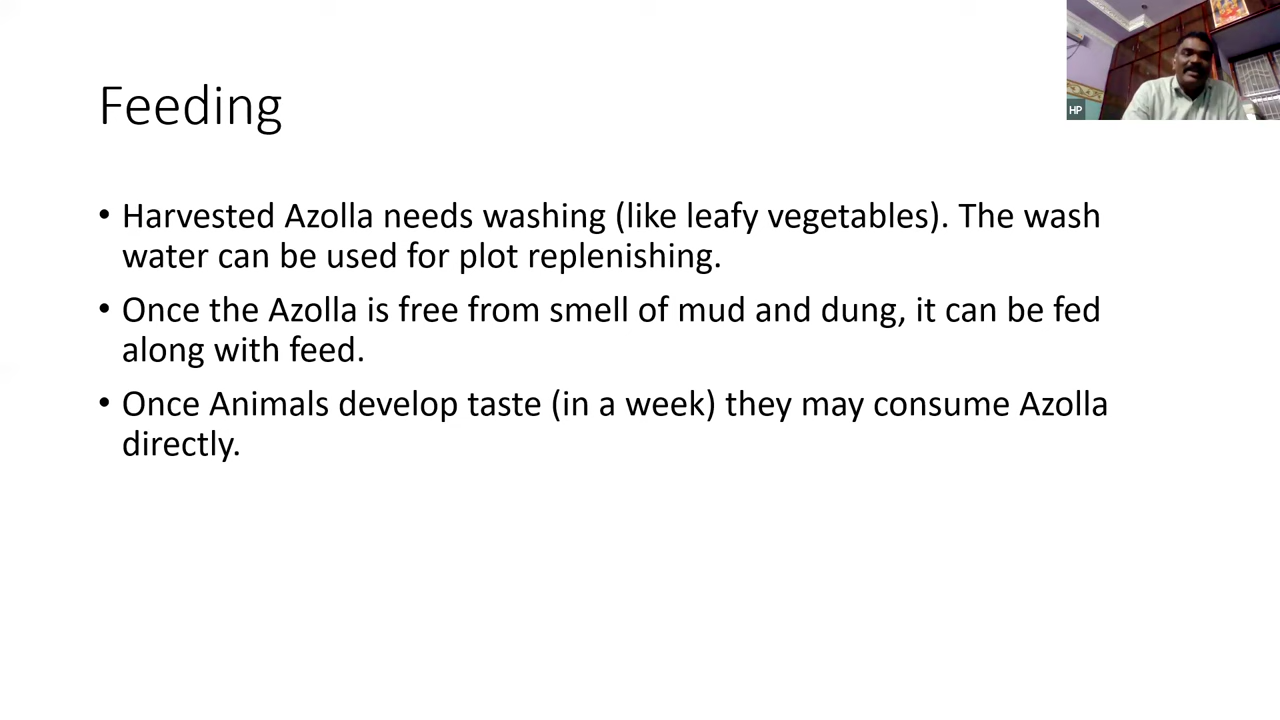 Feeding
HP
• Harvested Azolla needs washing (like leafy vegetables). The wash
water can be used for plot replenishing.
• Once the Azolla is free from smell of mud and dung, it can be fed
along with feed.
• Once Animals develop taste (in a week) they may consume Azolla
directly.